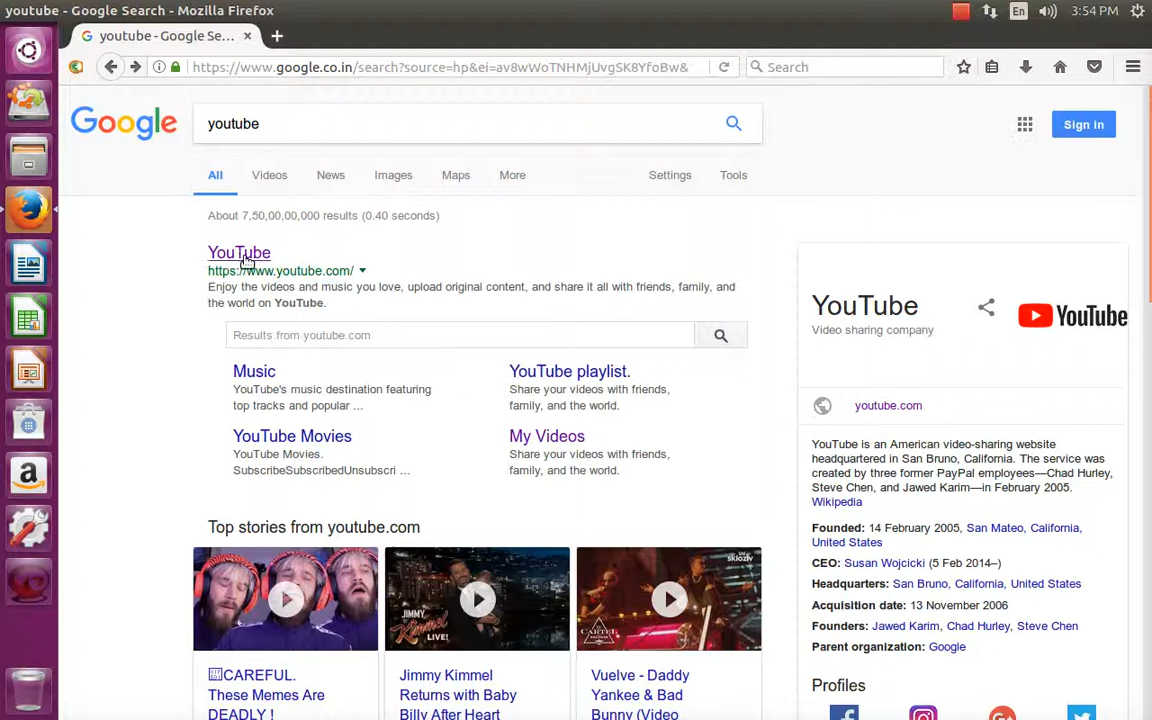 youtube - Google Search - Mozilla Firefox
En
3:54 PM
youtube - Google Se...
https://www.google.co.in/search?source=hp&ei=av8wWoTNHMjUvgSK8YfoBw&
Search
Google
youtube
Sign in
All
Videos
News
Images
Maps
More
Settings
Tools
About 7,50,00,00,000 results (0.40 seconds)
YouTube
https://www.youtube.com/
Enjoy the videos and music you love, upload original content, and share it all with friends, family, and
the world on YouTube.
Results from youtube.com
Music
YouTube's music destination featuring
top tracks and popular ...
YouTube playlist.
Share your videos with friends,
family, and the world.
YouTube Movies
YouTube Movies.
SubscribeSubscribedUnsubscri ...
My Videos
Share your videos with friends,
family, and the world.
Top stories from youtube.com
JIMMY
KIMMEL
LIVE!
CARTEL
CAREFUL.
These Memes Are
DEADLY !
Jimmy Kimmel
Returns with Baby
Billy After Heart
Vuelve - Daddy
Yankee & Bad
Bunny (Video
YouTube
Video sharing company
YouTube
youtube.com
YouTube is an American video-sharing website
headquartered in San Bruno, California. The service was
created by three former PayPal employees—Chad Hurley,
Steve Chen, and Jawed Karim—in February 2005.
Wikipedia
Founded: 14 February 2005, San Mateo, California,
United States
CEO: Susan Wojcicki (5 Feb 2014–)
Headquarters: San Bruno, California, United States
Acquisition date: 13 November 2006
Founders: Jawed Karim, Chad Hurley, Steve Chen
Parent organization: Google
Profiles